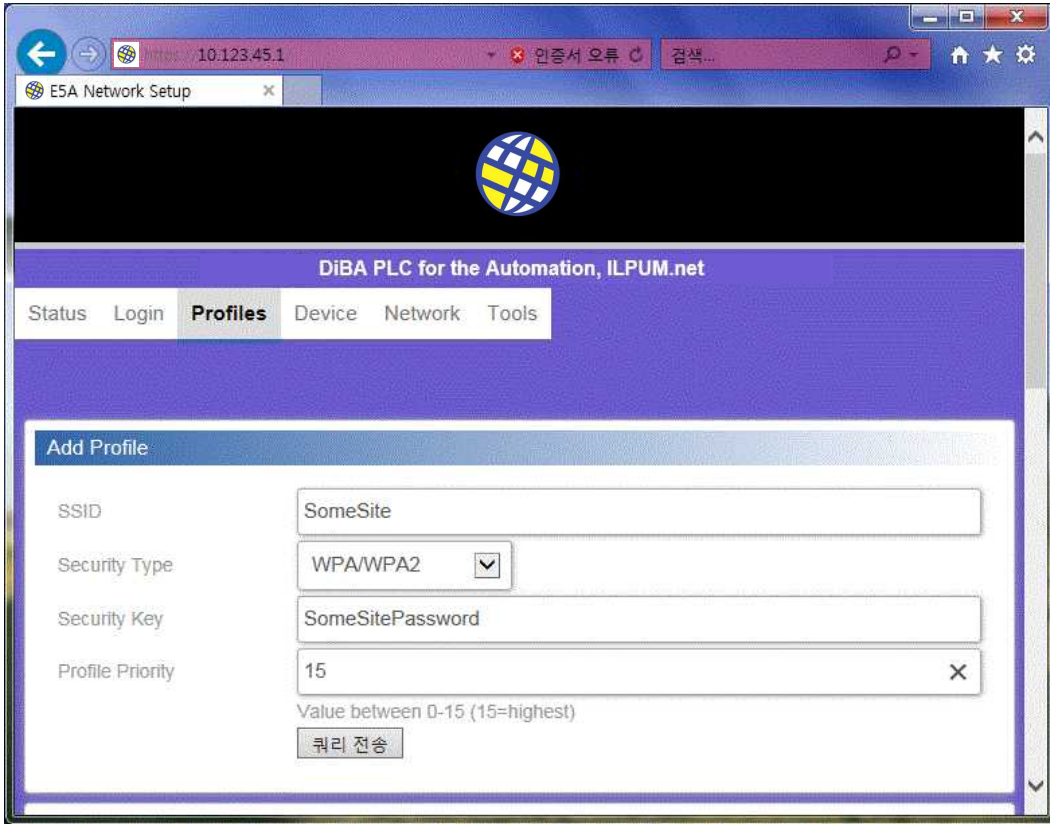 https://10.123.45.1 인증서 오류 검색...
E5A Network Setup
DiBA PLC for the Automation, ILPUM.net
Status Login Profiles Device Network Tools
Add Profile
SSID SomeSite
Security Type WPA/WPA2
Security Key SomeSitePassword
Profile Priority 15
Value between 0-15 (15=highest)
쿼리 전송